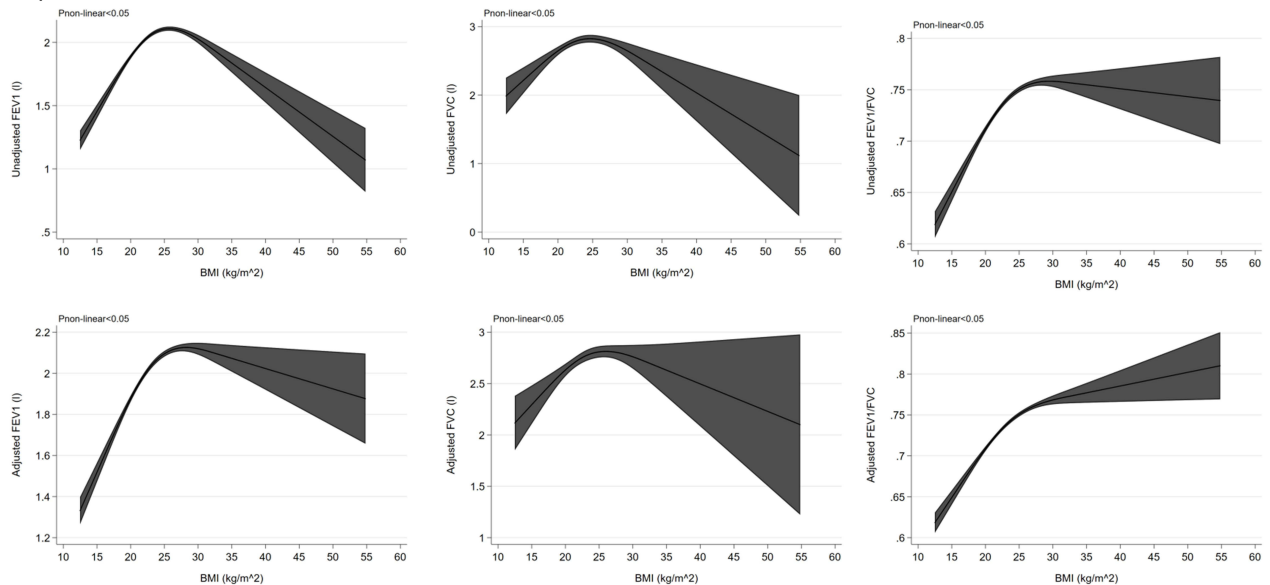 Pnon-linear<0.05
Unadjusted FEV1 (l)
2
1.5
1
.5
10 15 20 25 30 35 40 45 50 55 60
BMI (kg/m^2)
Pnon-linear<0.05
Unadjusted FVC (l)
3
2
1
0
10 15 20 25 30 35 40 45 50 55 60
BMI (kg/m^2)
Pnon-linear<0.05
Unadjusted FEV1/FVC
.8
.75
.7
.65
.6
10 15 20 25 30 35 40 45 50 55 60
BMI (kg/m^2)
Pnon-linear<0.05
Adjusted FEV1 (l)
2.2
2
1.8
1.6
1.4
1.2
10 15 20 25 30 35 40 45 50 55 60
BMI (kg/m^2)
Pnon-linear<0.05
Adjusted FVC (l)
3
2.5
2
1.5
1
10 15 20 25 30 35 40 45 50 55 60
BMI (kg/m^2)
Pnon-linear<0.05
Adjusted FEV1/FVC
.85
.8
.75
.7
.65
.6
10 15 20 25 30 35 40 45 50 55 60
BMI (kg/m^2)